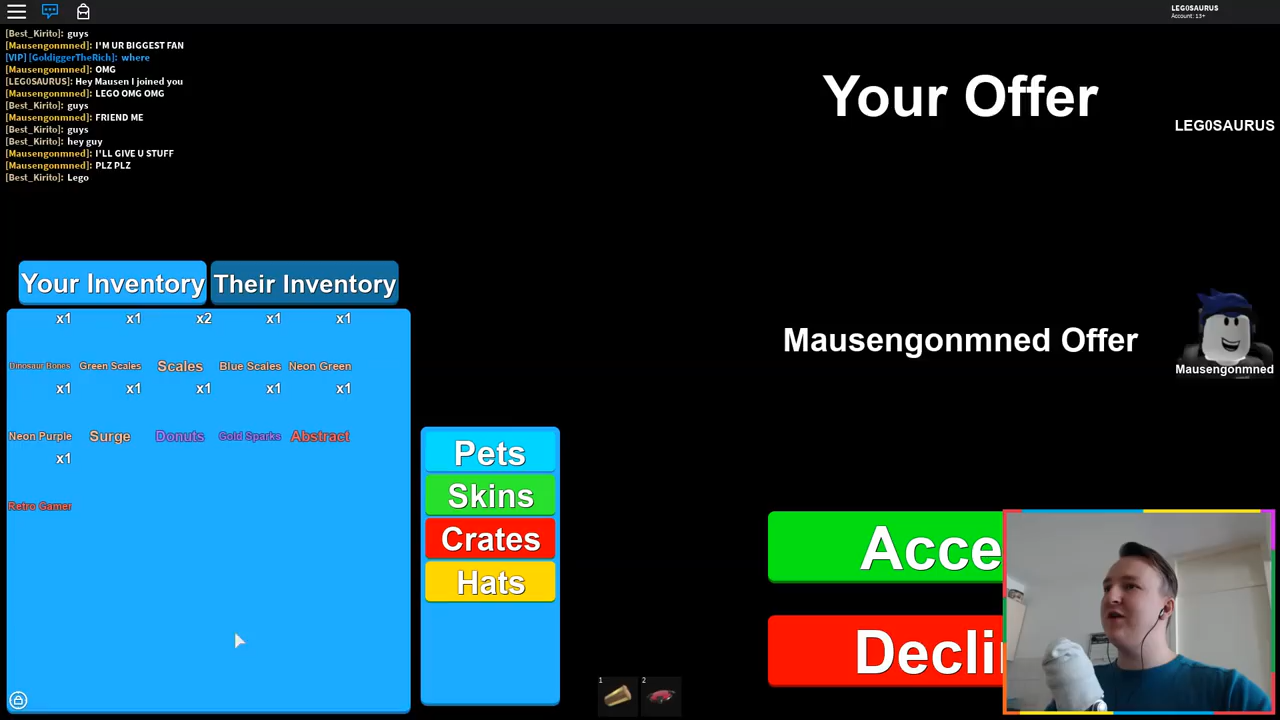 LEG0SAURUS
Account: 13+
[Best_Kirito]: guys
[Mausengonmned]: I'M UR BIGGEST FAN
[VIP] [GoldiggerTheRich]: where
[Mausengonmned]: OMG
[LEG0SAURUS]: Hey Mausen I joined you
[Mausengonmned]: LEGO OMG OMG
[Best_Kirito]: guys
[Mausengonmned]: FRIEND ME
[Best_Kirito]: guys
[Best_Kirito]: hey guy
[Mausengonmned]: I'LL GIVE U STUFF
[Mausengonmned]: PLZ PLZ
[Best_Kirito]: Lego
Your Offer
LEG0SAURUS
Your Inventory Their Inventory
x1 x1 x2 x1 x1
Dinosaur Bones Green Scales Scales Blue Scales Neon Green
x1 x1 x1 x1 x1
Neon Purple Surge Donuts Gold Sparks Abstract
x1
Retro Gamer
Mausengonmned Offer
Mausengonmned
Pets
Skins
Crates
Hats
Acce
Decli
1 2